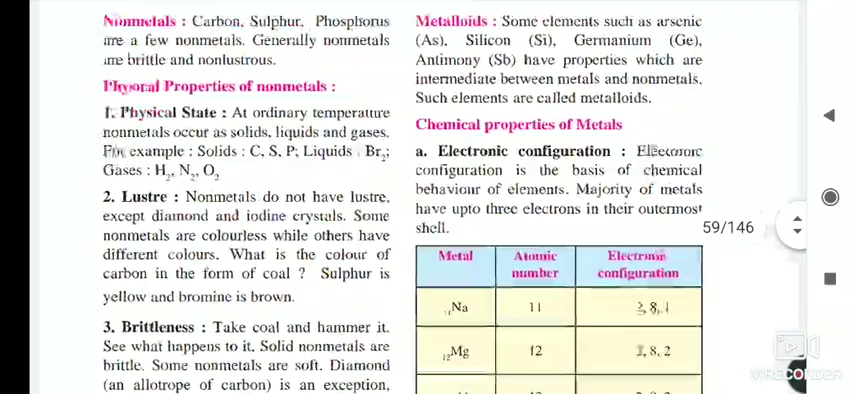 Nonmetals : Carbon, Sulphur, Phosphorus
are a few nonmetals. Generally nonmetals
are brittle and nonlustrous.
Physical Properties of nonmetals :
1. Physical State : At ordinary temperature
nonmetals occur as solids, liquids and gases.
For example : Solids : C, S, P; Liquids : Br₂;
Gases : H₂, N₂, O₂
2. Lustre : Nonmetals do not have lustre,
except diamond and iodine crystals. Some
nonmetals are colourless while others have
different colours. What is the colour of
carbon in the form of coal ? Sulphur is
yellow and bromine is brown.
3. Brittleness : Take coal and hammer it.
See what happens to it. Solid nonmetals are
brittle. Some nonmetals are soft. Diamond
(an allotrope of carbon) is an exception,
Metalloids : Some elements such as arsenic
(As), Silicon (Si), Germanium (Ge),
Antimony (Sb) have properties which are
intermediate between metals and nonmetals.
Such elements are called metalloids.
Chemical properties of Metals
a. Electronic configuration : Electronic
configuration is the basis of chemical
behaviour of elements. Majority of metals
have upto three electrons in their outermost
shell.
Metal Atomic number Electronic configuration
₁₁Na 11 2, 8, 1
₁₂Mg 12 2, 8, 2
59/146
VIRECORDER